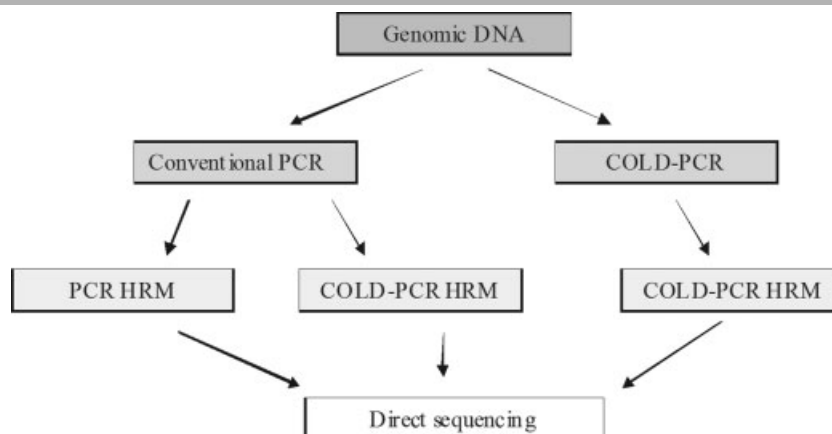 Genomic DNA
Conventional PCR
COLD-PCR
PCR HRM
COLD-PCR HRM
COLD-PCR HRM
Direct sequencing